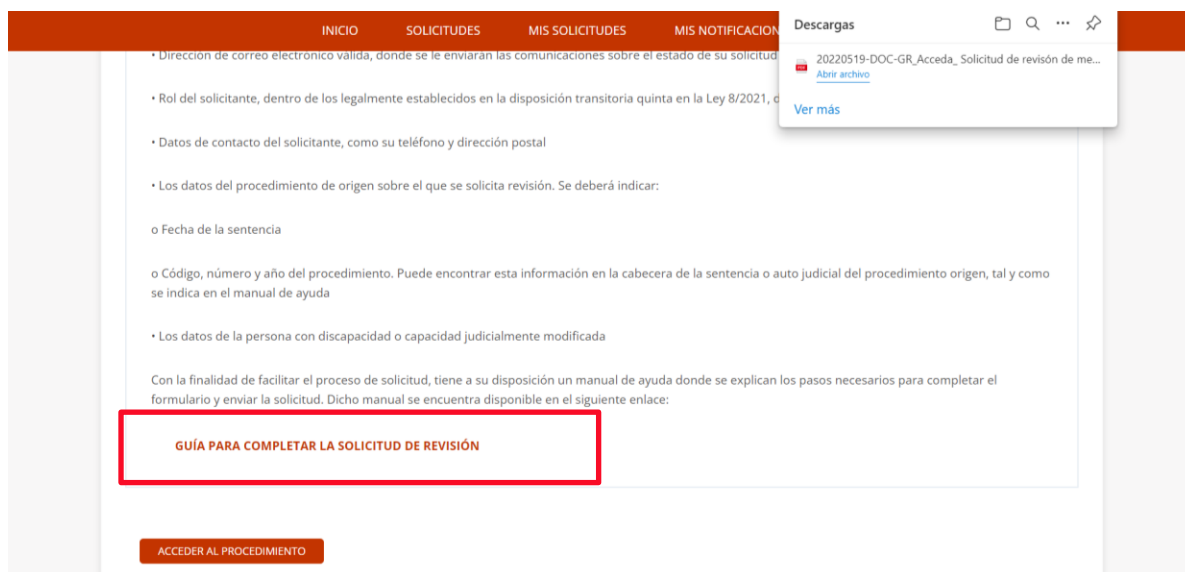 INICIO SOLICITUDES MIS SOLICITUDES MIS NOTIFICACION
Descargas
20220519-DOC-GR_Acceda_ Solicitud de revisón de me...
Abrir archivo
Ver más
• Dirección de correo electrónico válida, donde se le enviarán las comunicaciones sobre el estado de su solicitud
• Rol del solicitante, dentro de los legalmente establecidos en la disposición transitoria quinta en la Ley 8/2021, d
• Datos de contacto del solicitante, como su teléfono y dirección postal
• Los datos del procedimiento de origen sobre el que se solicita revisión. Se deberá indicar:
o Fecha de la sentencia
o Código, número y año del procedimiento. Puede encontrar esta información en la cabecera de la sentencia o auto judicial del procedimiento origen, tal y como
se indica en el manual de ayuda
• Los datos de la persona con discapacidad o capacidad judicialmente modificada
Con la finalidad de facilitar el proceso de solicitud, tiene a su disposición un manual de ayuda donde se explican los pasos necesarios para completar el
formulario y enviar la solicitud. Dicho manual se encuentra disponible en el siguiente enlace:
GUÍA PARA COMPLETAR LA SOLICITUD DE REVISIÓN
ACCEDER AL PROCEDIMIENTO